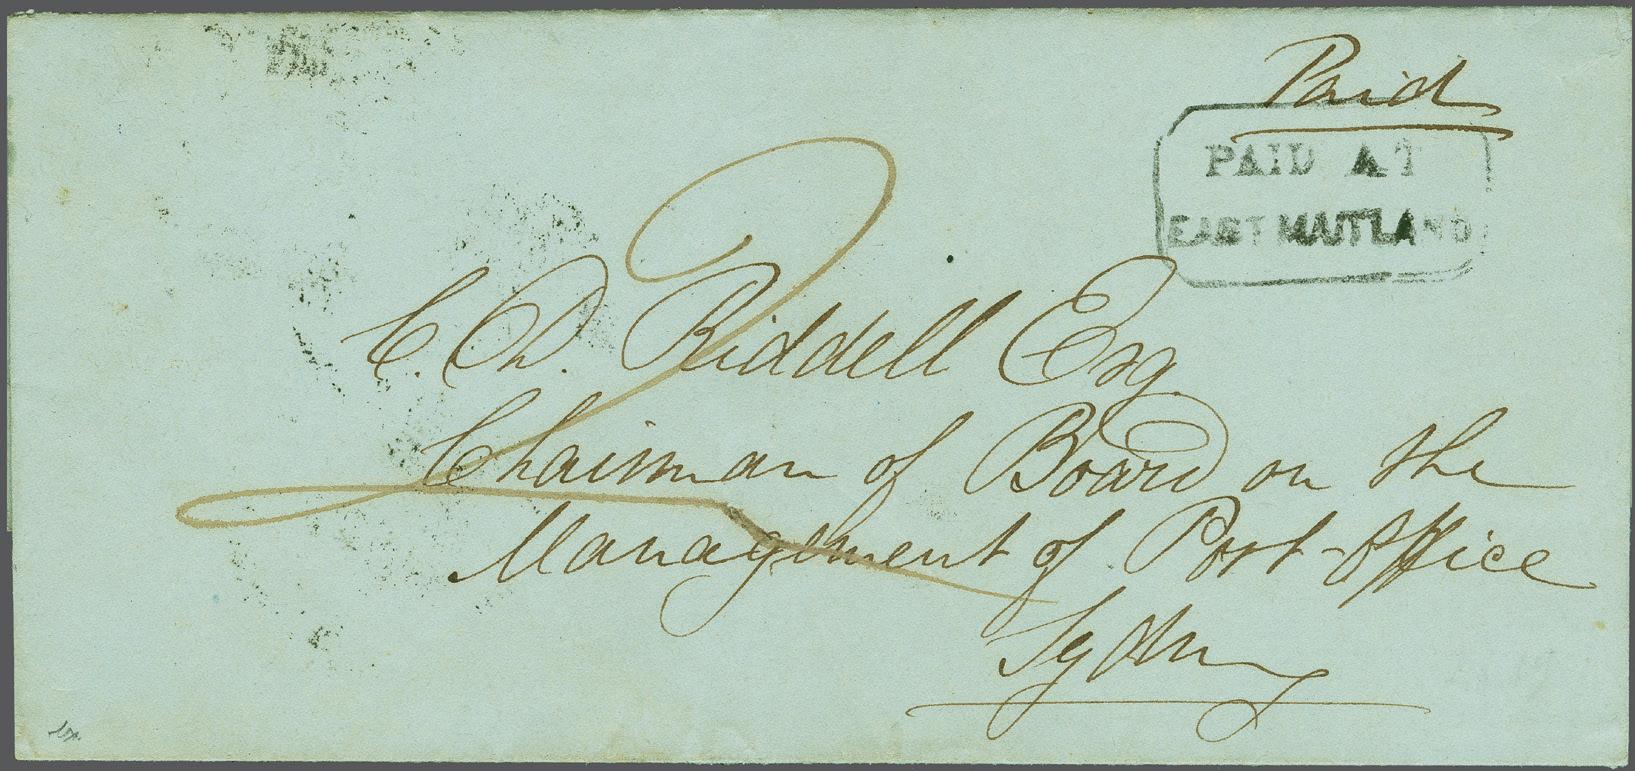 Paid
PAID AT
EAST MAITLAND
2
C. D. Riddell Esq.
Chairman of Board on the
Management of Post-Office
Sydney